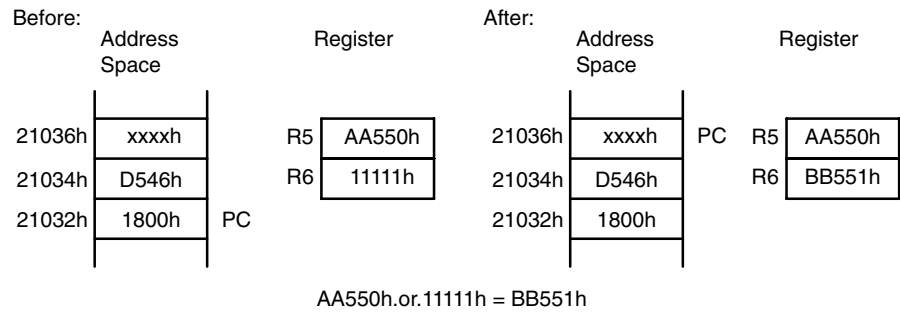 Before: After:
Address Register Address Register
Space Space
21036h xxxxh R5 AA550h 21036h xxxxh PC R5 AA550h
21034h D546h R6 11111h 21034h D546h R6 BB551h
21032h 1800h PC 21032h 1800h
AA550h.or.11111h = BB551h